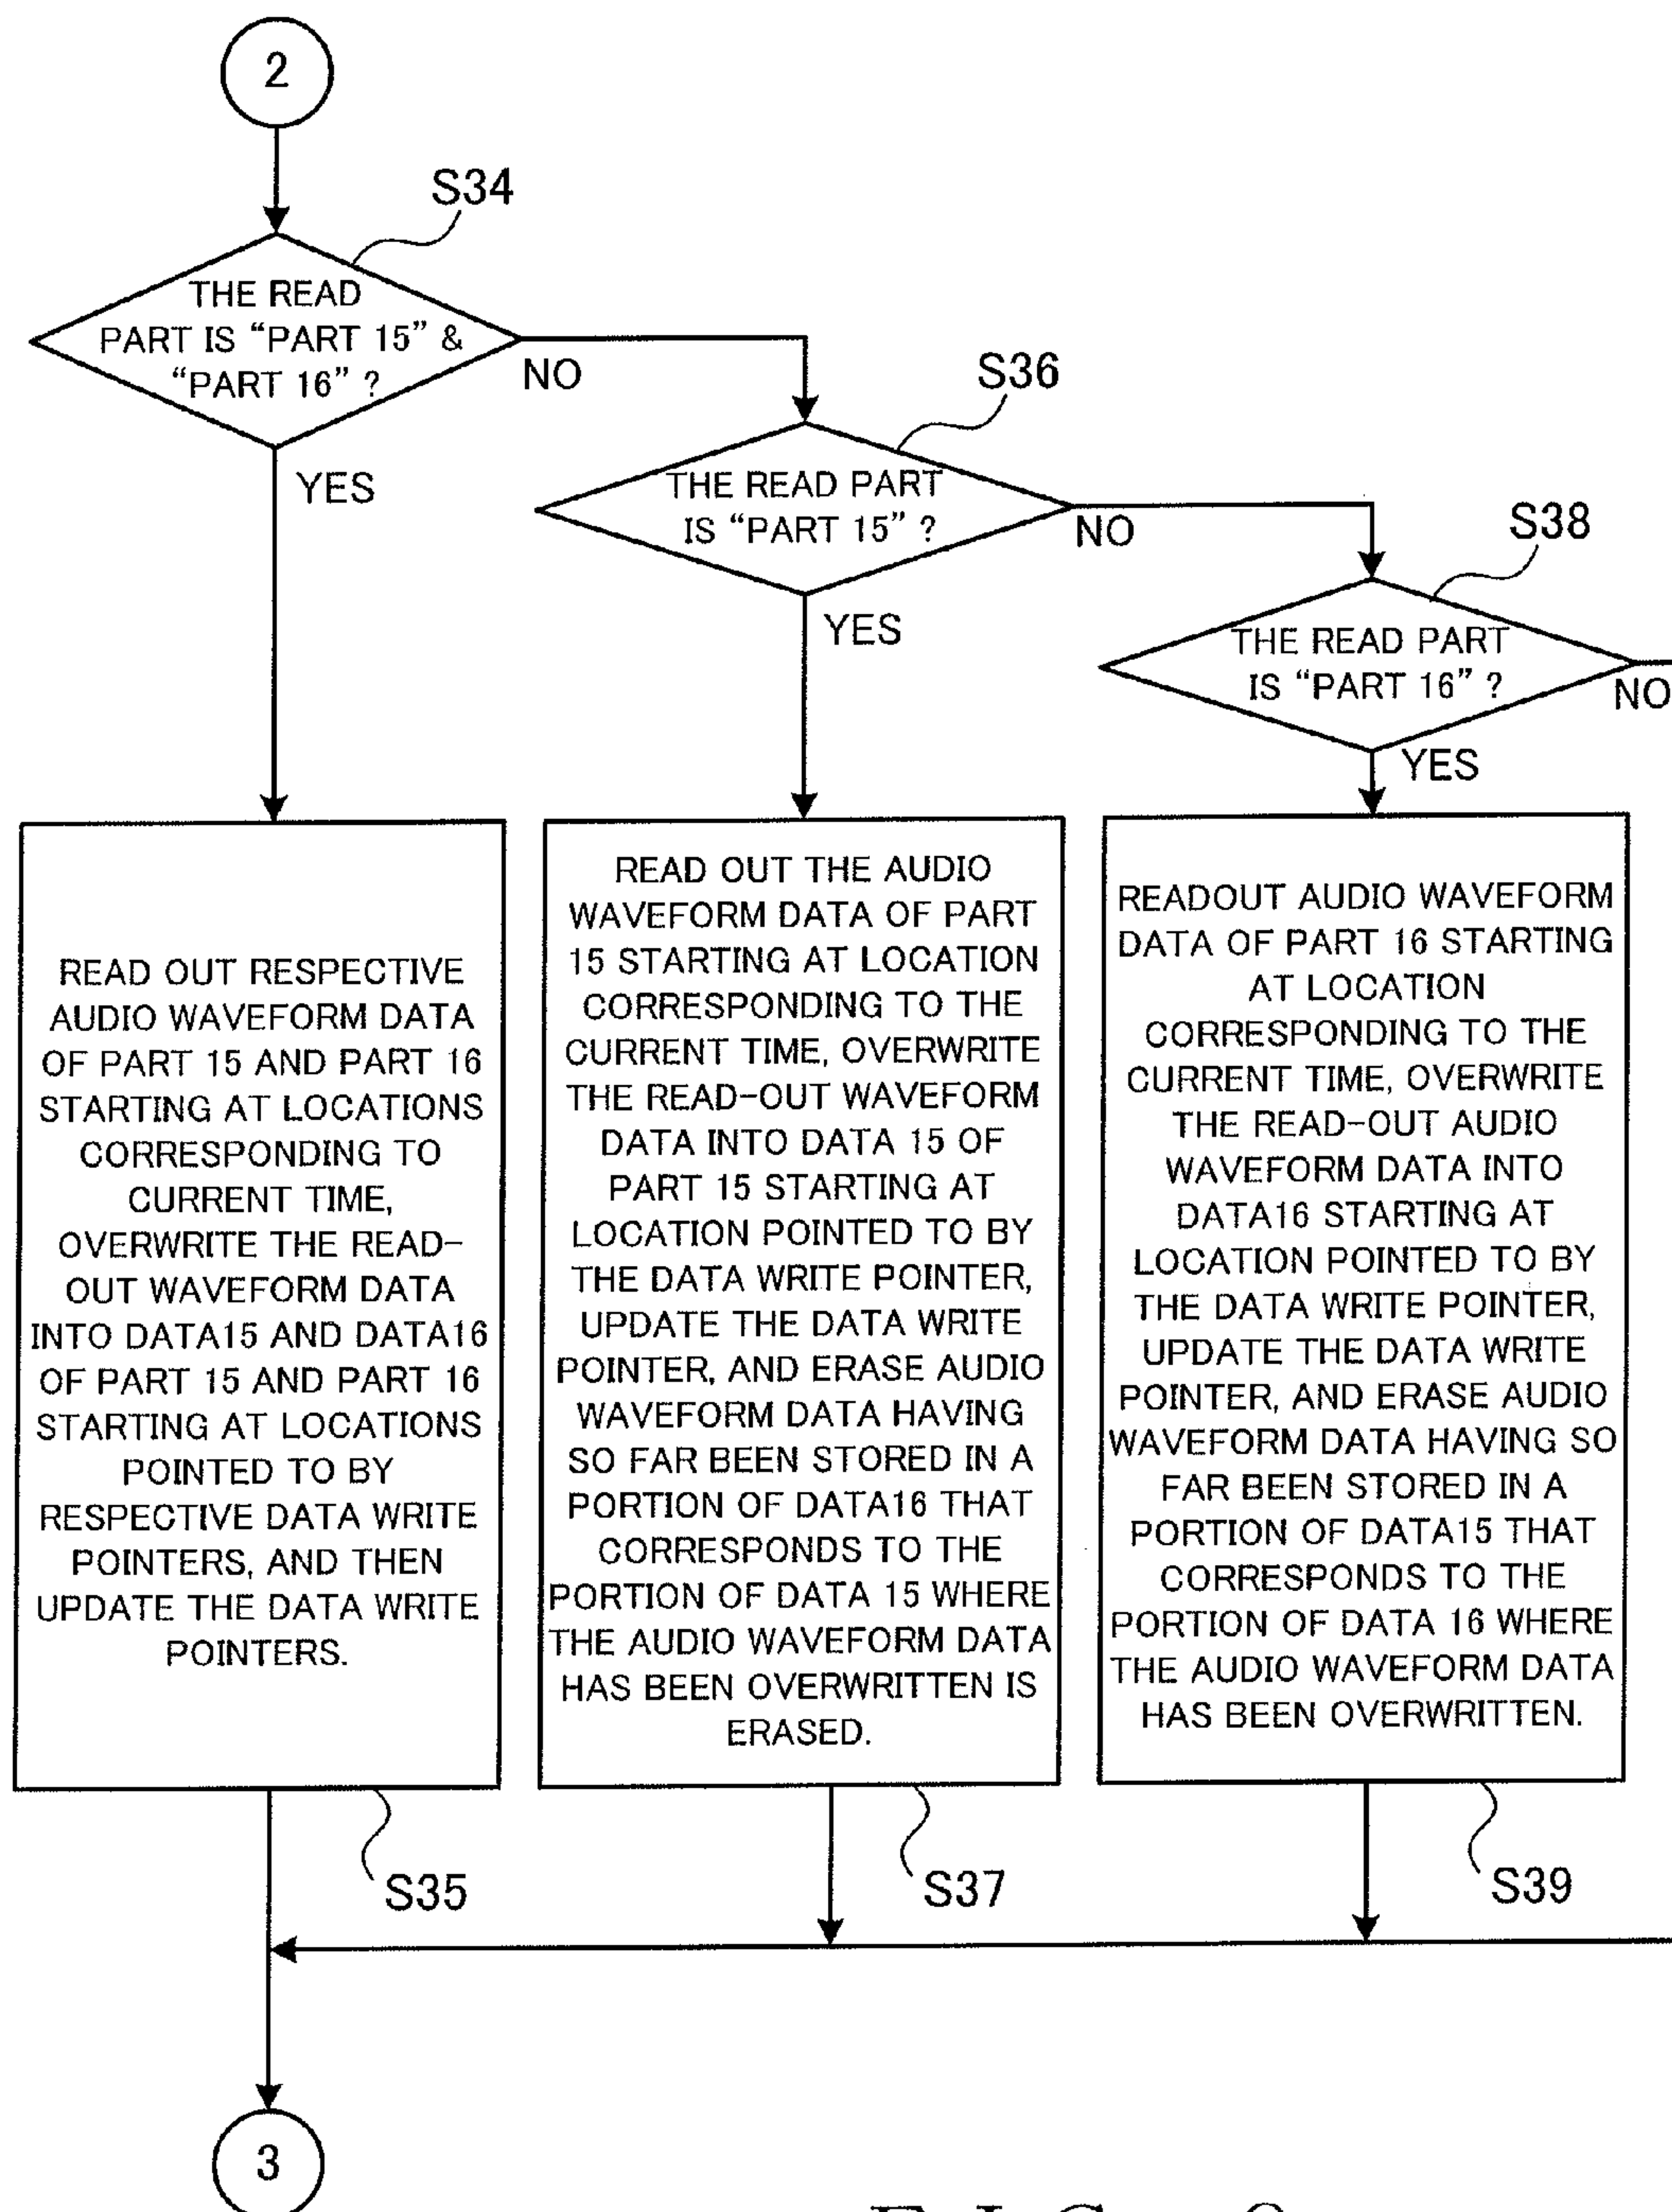 2
S34
THE READ
PART IS “PART 15” &
“PART 16” ?
NO
YES
S36
THE READ PART
IS “PART 15” ?
NO
YES
S38
THE READ PART
IS “PART 16” ?
NO
YES
READ OUT RESPECTIVE
AUDIO WAVEFORM DATA
OF PART 15 AND PART 16
STARTING AT LOCATIONS
CORRESPONDING TO
CURRENT TIME,
OVERWRITE THE READ-
OUT WAVEFORM DATA
INTO DATA15 AND DATA16
OF PART 15 AND PART 16
STARTING AT LOCATIONS
POINTED TO BY
RESPECTIVE DATA WRITE
POINTERS, AND THEN
UPDATE THE DATA WRITE
POINTERS.
S35
READ OUT THE AUDIO
WAVEFORM DATA OF PART
15 STARTING AT LOCATION
CORRESPONDING TO THE
CURRENT TIME, OVERWRITE
THE READ-OUT WAVEFORM
DATA INTO DATA 15 OF
PART 15 STARTING AT
LOCATION POINTED TO BY
THE DATA WRITE POINTER,
UPDATE THE DATA WRITE
POINTER, AND ERASE AUDIO
WAVEFORM DATA HAVING
SO FAR BEEN STORED IN A
PORTION OF DATA16 THAT
CORRESPONDS TO THE
PORTION OF DATA 15 WHERE
THE AUDIO WAVEFORM DATA
HAS BEEN OVERWRITTEN IS
ERASED.
S37
READOUT AUDIO WAVEFORM
DATA OF PART 16 STARTING
AT LOCATION
CORRESPONDING TO THE
CURRENT TIME, OVERWRITE
THE READ-OUT AUDIO
WAVEFORM DATA INTO
DATA16 STARTING AT
LOCATION POINTED TO BY
THE DATA WRITE POINTER,
UPDATE THE DATA WRITE
POINTER, AND ERASE AUDIO
WAVEFORM DATA HAVING SO
FAR BEEN STORED IN A
PORTION OF DATA15 THAT
CORRESPONDS TO THE
PORTION OF DATA 16 WHERE
THE AUDIO WAVEFORM DATA
HAS BEEN OVERWRITTEN.
S39
3